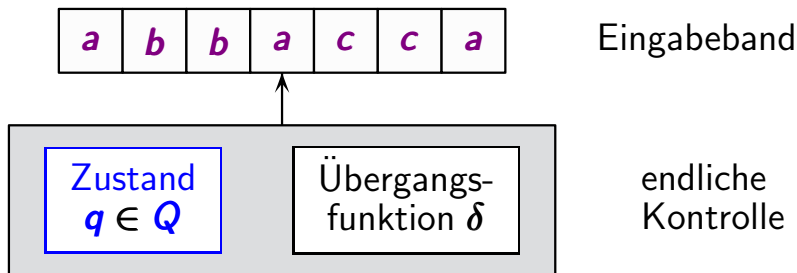 a b b a c c a Eingabeband
Zustand
q ∈ Q
Übergangs-
funktion δ
endliche
Kontrolle